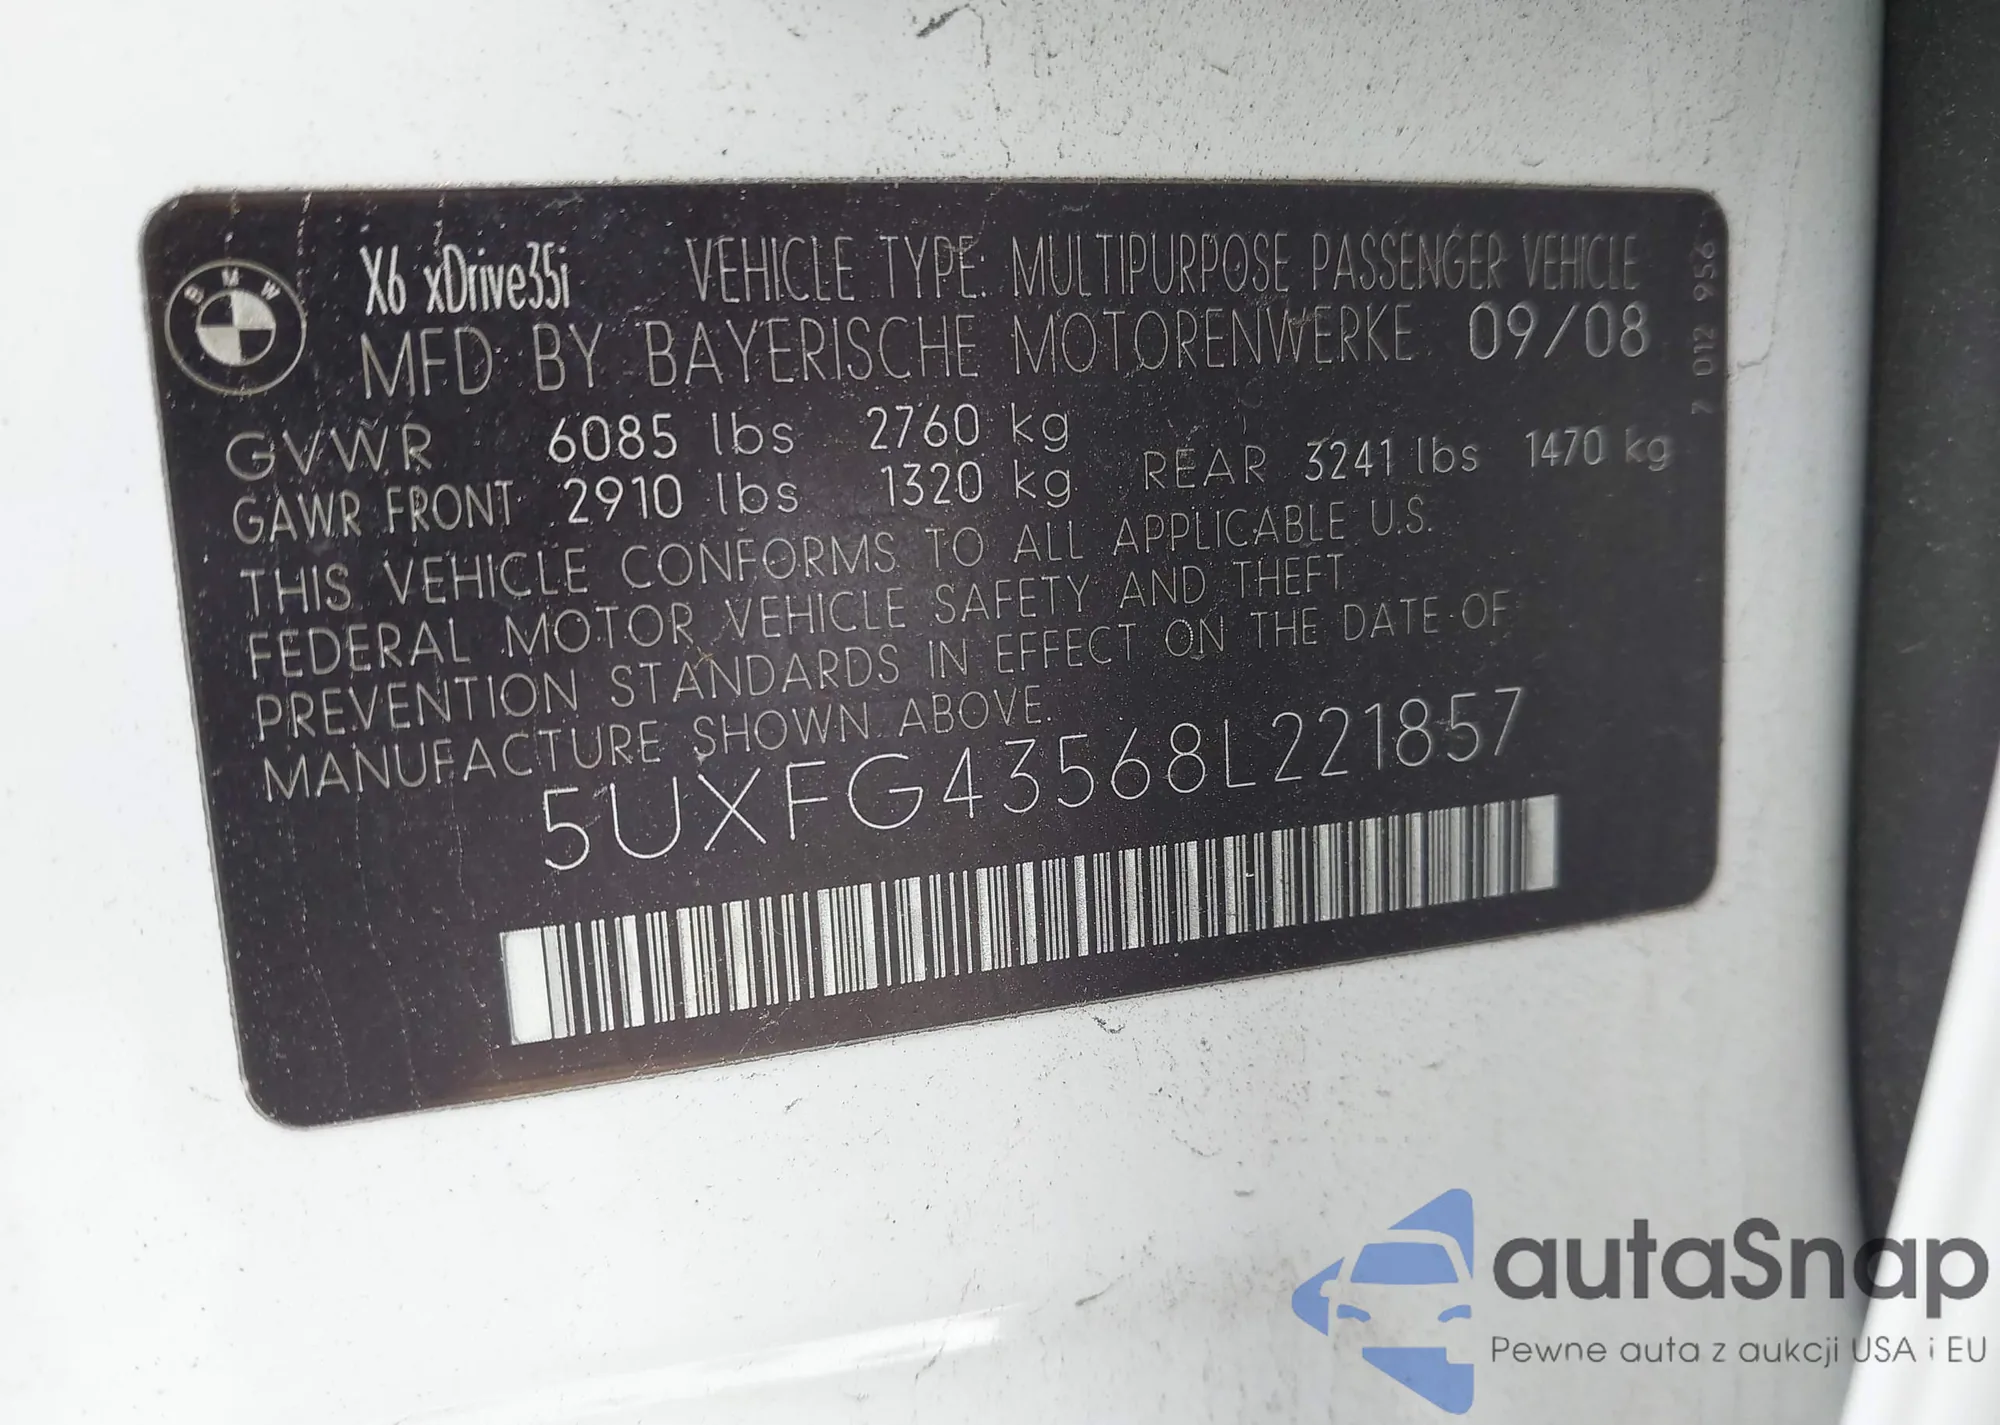 BMW
X6 xDrive35i VEHICLE TYPE: MULTIPURPOSE PASSENGER VEHICLE
MFD BY BAYERISCHE MOTORENWERKE 09/08
GVWR 6085 lbs 2760 kg
GAWR FRONT 2910 lbs 1320 kg REAR 3241 lbs 1470 kg
THIS VEHICLE CONFORMS TO ALL APPLICABLE U.S.
FEDERAL MOTOR VEHICLE SAFETY AND THEFT
PREVENTION STANDARDS IN EFFECT ON THE DATE OF
MANUFACTURE SHOWN ABOVE.
5UXFG43568L221857
7 012 956
autaSnap
Pewne auta z aukcji USA i EU